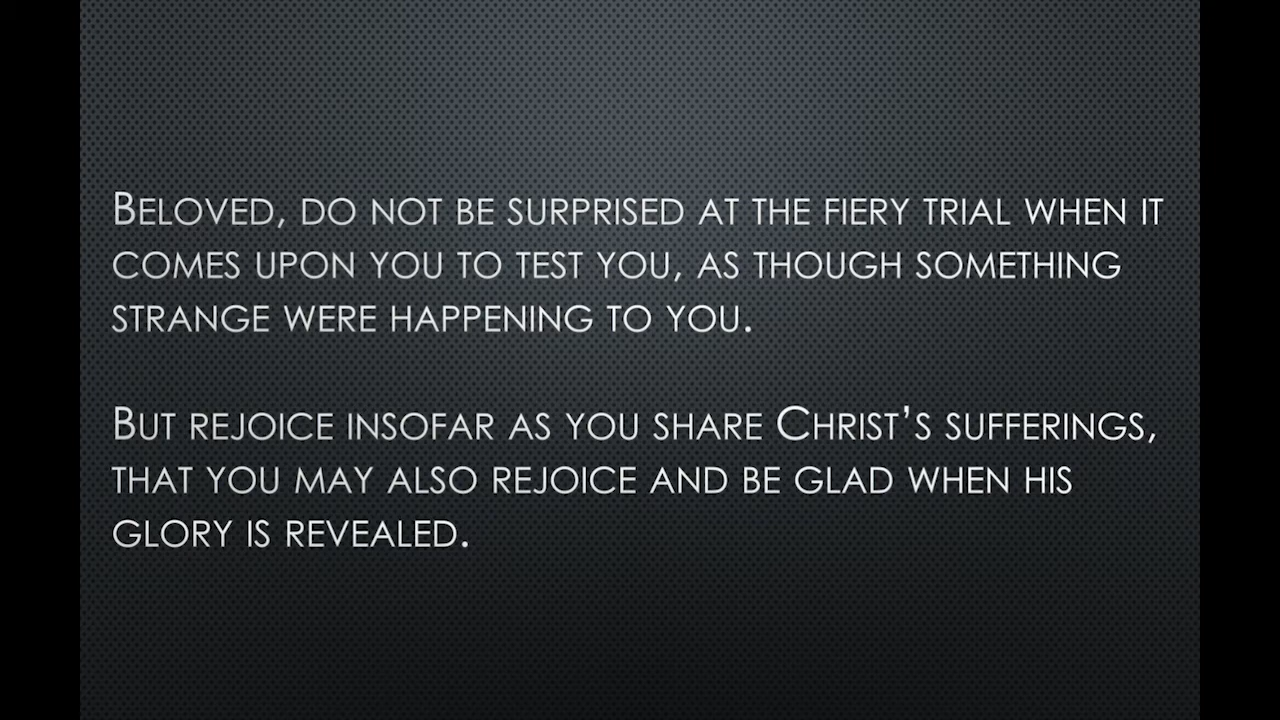 Beloved, do not be surprised at the fiery trial when it
comes upon you to test you, as though something
strange were happening to you.
But rejoice insofar as you share Christ’s sufferings,
that you may also rejoice and be glad when his
glory is revealed.